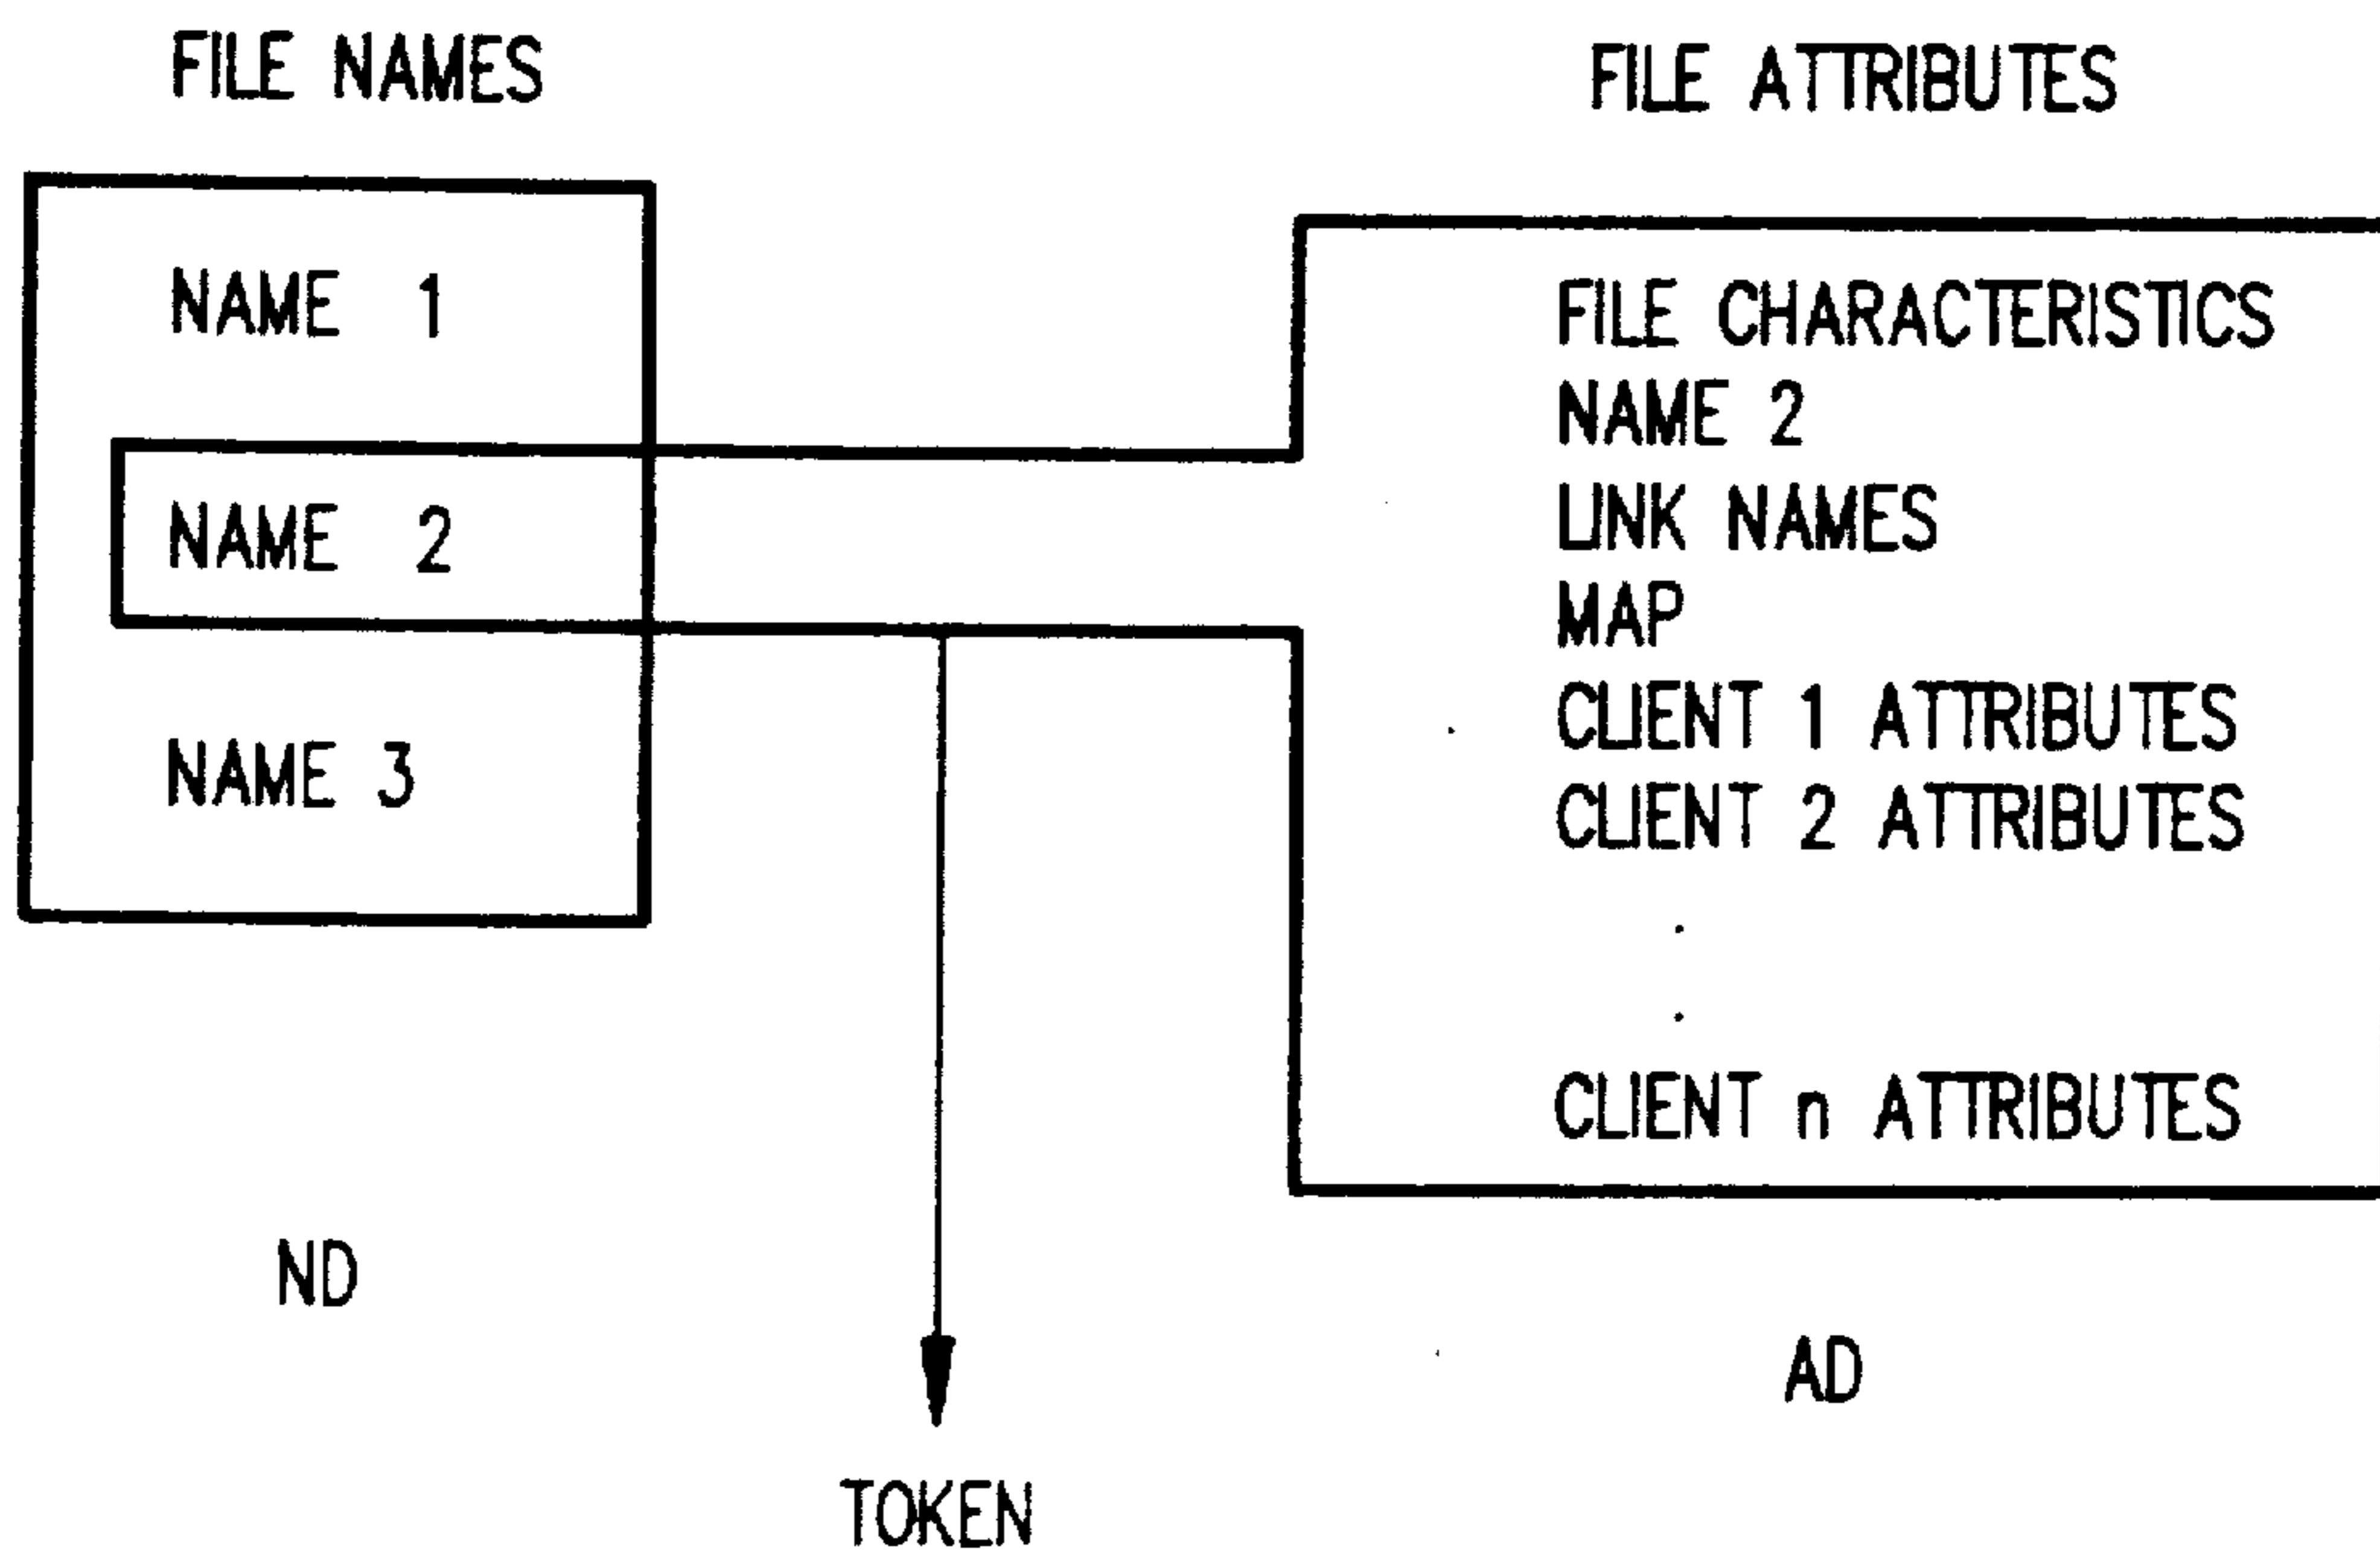 FILE NAMES
NAME 1
NAME 2
NAME 3
ND
TOKEN
FILE ATTRIBUTES
FILE CHARACTERISTICS
NAME 2
LINK NAMES
MAP
CLIENT 1 ATTRIBUTES
CLIENT 2 ATTRIBUTES
.
.
CLIENT n ATTRIBUTES
AD